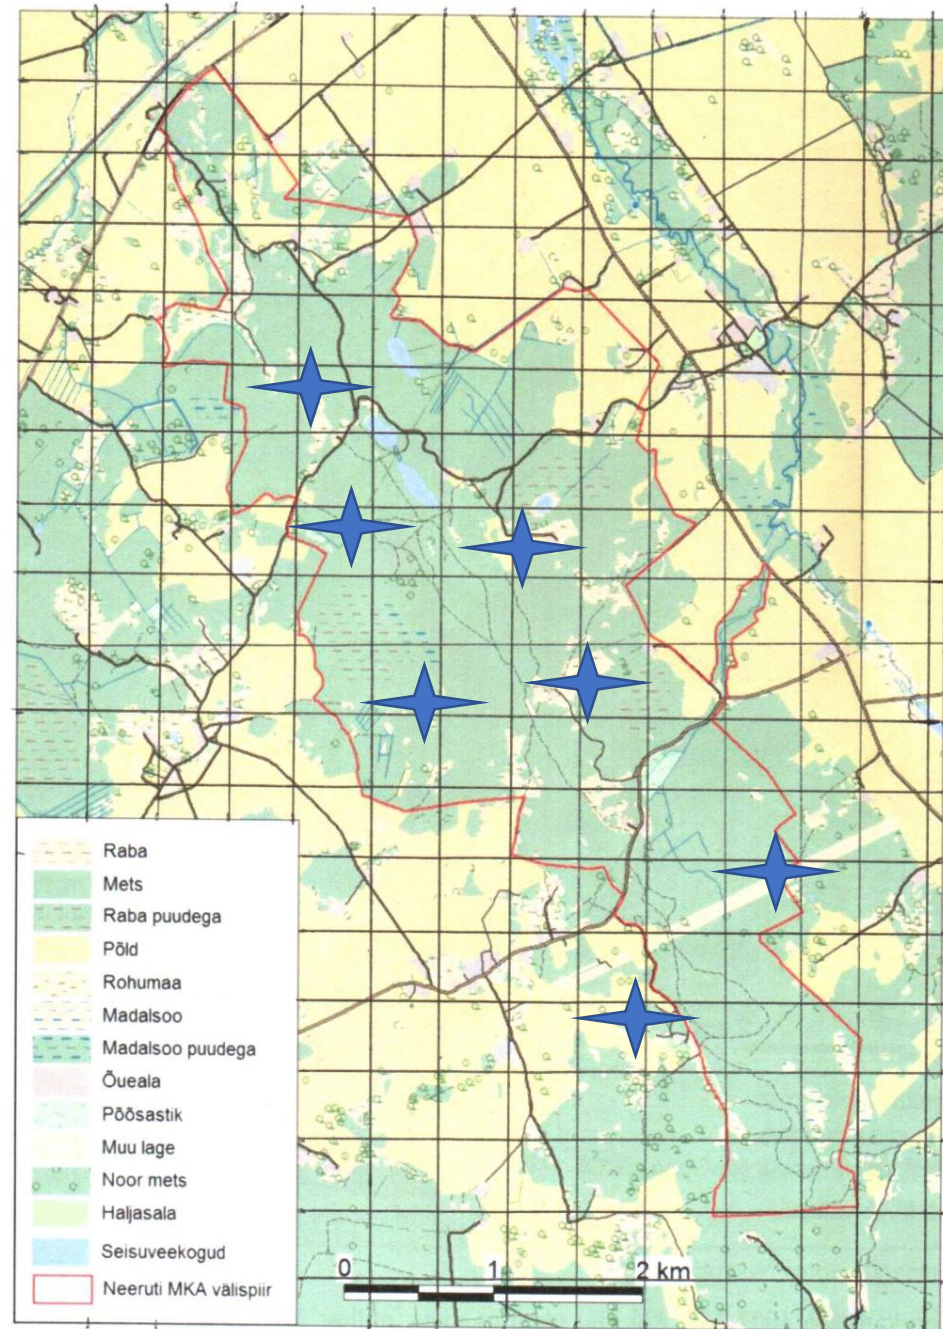 Raba
Mets
Raba puudega
Põld
Rohumaa
Madalsoo
Madalsoo puudega
Õueala
Põõsastik
Muu lage
Noor mets
Haljasala
Seisuveekogud
Neeruti MKA välispiir
0 1 2 km